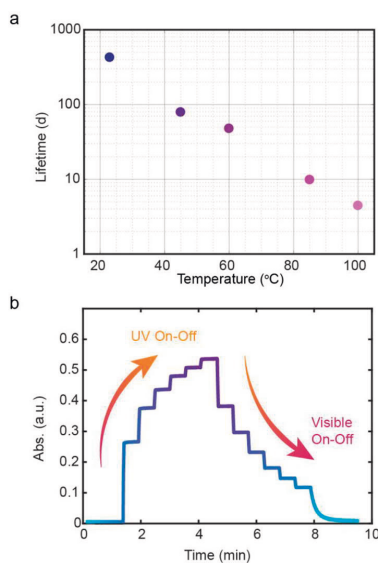 a
1000
100
10
1
Lifetime (d)
20 40 60 80 100
Temperature (°C)
b
0.6
0.5
0.4
0.3
0.2
0.1
0
Abs. (a.u.)
UV On-Off
Visible
On-Off
0 2 4 6 8 10
Time (min)